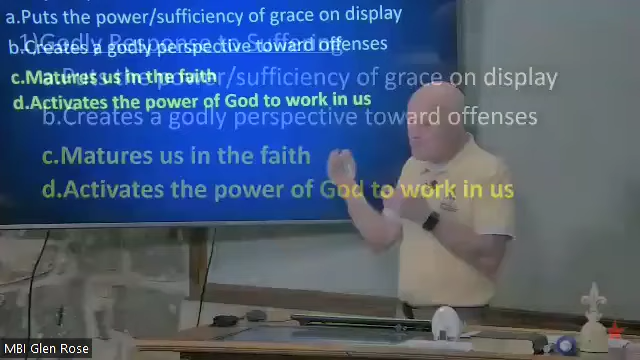 a.Puts the power/sufficiency of grace on display
b.Creates a godly perspective toward offenses
c.Matures us in the faith
d.Activates the power of God to work in us
1)Godly Response to Suffering
a.Puts the power/sufficiency of grace on display
b.Creates a godly perspective toward offenses
c.Matures us in the faith
d.Activates the power of God to work in us
MBI Glen Rose